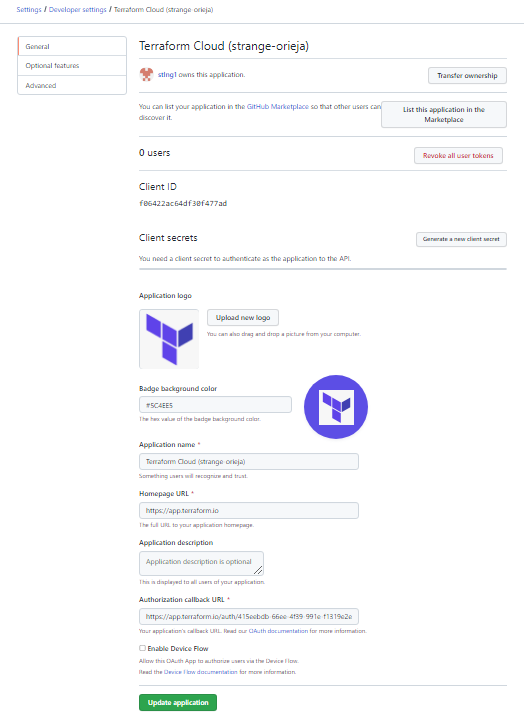 Settings / Developer settings / Terraform Cloud (strange-orieja)
General
Optional features
Advanced
Terraform Cloud (strange-orieja)
stlng1 owns this application.
Transfer ownership
You can list your application in the GitHub Marketplace so that other users can
discover it.
List this application in the
Marketplace
0 users
Revoke all user tokens
Client ID
f06422ac64df30f477ad
Client secrets
Generate a new client secret
You need a client secret to authenticate as the application to the API.
Application logo
Upload new logo
You can also drag and drop a picture from your computer.
Badge background color
#5C4EE5
The hex value of the badge background color.
Application name *
Terraform Cloud (strange-orieja)
Something users will recognize and trust.
Homepage URL *
https://app.terraform.io
The full URL to your application homepage.
Application description
Application description is optional
This is displayed to all users of your application.
Authorization callback URL *
https://app.terraform.io/auth/415eebdb-66ee-4f39-991e-f1319e2e
Your application's callback URL. Read our OAuth documentation for more information.
Enable Device Flow
Allow this OAuth App to authorize users via the Device Flow.
Read the Device Flow documentation for more information.
Update application